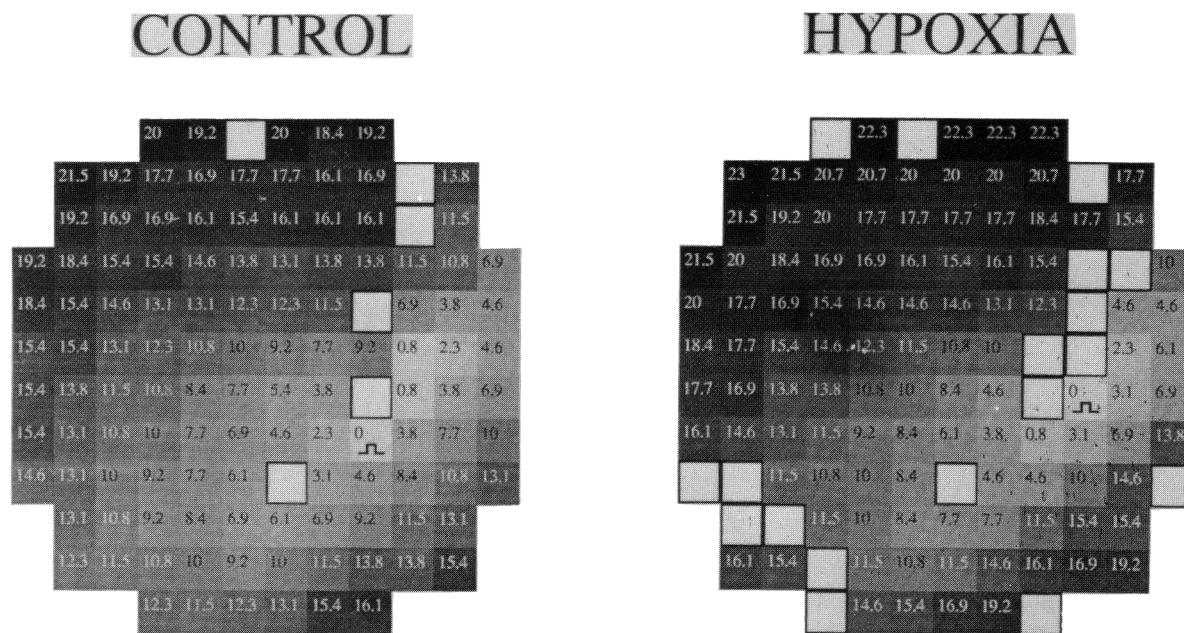 CONTROL HYPOXIA
20 19.2 20 18.4 19.2 22.3 22.3 22.3 22.3
21.5 19.2 17.7 16.9 17.7 17.7 16.1 16.9 13.8 23 21.5 20.7 20.7 20 20 20 20.7 17.7
19.2 16.9 16.9 16.1 15.4 16.1 16.1 16.1 11.5 21.5 19.2 20 17.7 17.7 17.7 17.7 18.4 17.7 15.4
19.2 18.4 15.4 15.4 14.6 13.8 13.1 13.8 13.8 11.5 10.8 6.9 21.5 20 18.4 16.9 16.9 16.1 15.4 16.1 15.4 10
18.4 15.4 14.6 13.1 13.1 12.3 12.3 11.5 6.9 3.8 4.6 20 17.7 16.9 15.4 14.6 14.6 14.6 13.1 12.3 4.6 4.6
15.4 15.4 13.1 12.3 10.8 10 9.2 7.7 9.2 0.8 2.3 4.6 18.4 17.7 15.4 14.6 12.3 11.5 10.8 10 2.3 6.1
15.4 13.8 11.5 10.8 8.4 7.7 5.4 3.8 0.8 3.8 6.9 17.7 16.9 13.8 13.8 10.8 10 8.4 4.6 0 3.1 6.9
15.4 13.1 10.8 10 7.7 6.9 4.6 2.3 0 3.8 7.7 10 16.1 14.6 13.1 11.5 9.2 8.4 6.1 3.8 0.8 3.1 6.9 13.8
14.6 13.1 10 9.2 7.7 6.1 3.1 4.6 8.4 10.8 13.1 11.5 10.8 10 8.4 4.6 4.6 10 14.6
13.1 10.8 9.2 8.4 6.9 6.1 6.9 9.2 11.5 13.1 11.5 10 8.4 7.7 7.7 11.5 15.4 15.4
12.3 11.5 10.8 10 9.2 10 11.5 13.8 13.8 15.4 16.1 15.4 11.5 10.8 11.5 14.6 16.1 16.9 19.2
12.3 11.5 12.3 13.1 15.4 16.1 14.6 15.4 16.9 19.2